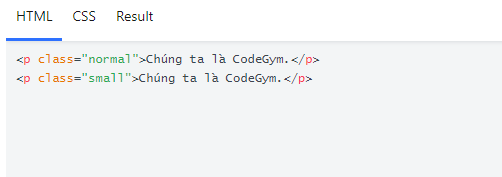 HTML CSS Result
<p class="normal">Chúng ta là CodeGym.</p>
<p class="small">Chúng ta là CodeGym.</p>